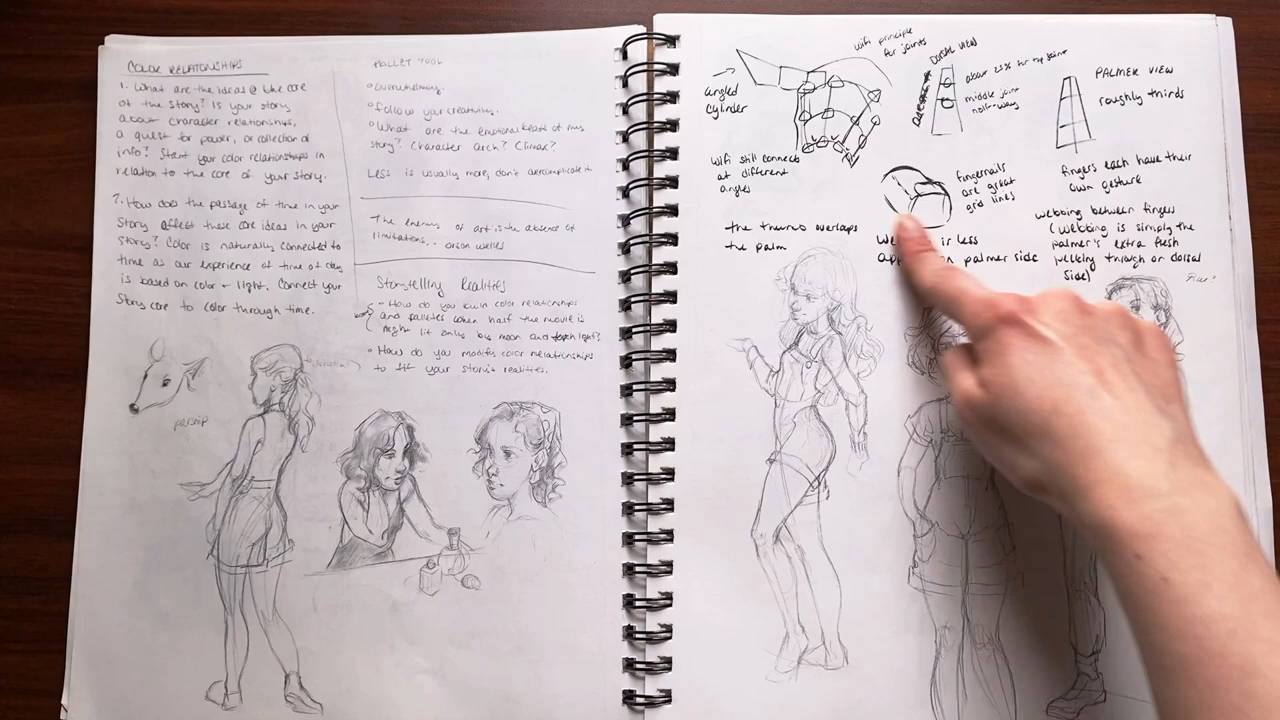 COLOR RELATIONSHIPS
1. What are the ideas @ the core
of the story? Is your story
about character relationships,
a quest for power, or collection of
info? Start your color relationships in
relation to the core of your story.
2. How does the passage of time in your
story affect these core ideas in your
story? Color is naturally connected to
time as our experience of time of day
is based on color + light. Connect your
story core to color through time.
parsnip
PALLET TOOL
Overwhelming.
Follow your creativity.
What are the emotional beats of my
story? Character arch? Climax?
Less is usually more, don't overcomplicate it.
The enemy of art is the absence of
limitations.. orson welles
Storytelling Realities
How do you build color relationships
and palletes when half the movie is
lit only by moon and light?
How do you modify color relationships
to fit your story's realities.
wifi principle
for joints
angled
cylinder
Wifi still connects
at different
angles
DORSAL VIEW
about 25% for top joint
middle joint
half-way
PALMER VIEW
roughly thirds
fingernails
are great
grid lines
fingers each have their
own gesture
the thumb overlaps
the palm
is less
on palmer side
webbing between fingers
(webbing is simply the
palmer's extra flesh
peeking through on dorsal
side)